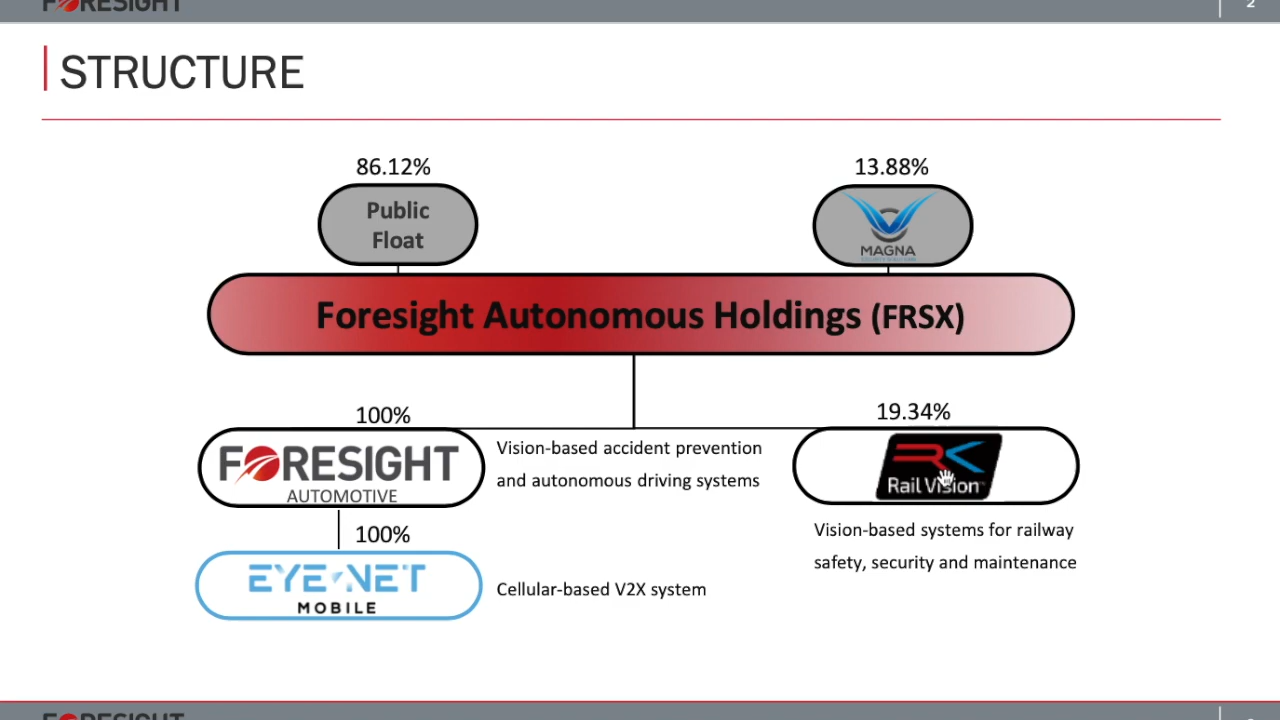 FORESIGHT
2
STRUCTURE
86.12%
13.88%
Public
Float
MAGNA
Foresight Autonomous Holdings (FRSX)
100%
19.34%
FORESIGHT
AUTOMOTIVE
Vision-based accident prevention
and autonomous driving systems
Rail Vision
100%
Vision-based systems for railway
safety, security and maintenance
EYE-NET
MOBILE
Cellular-based V2X system
FORESIGHT